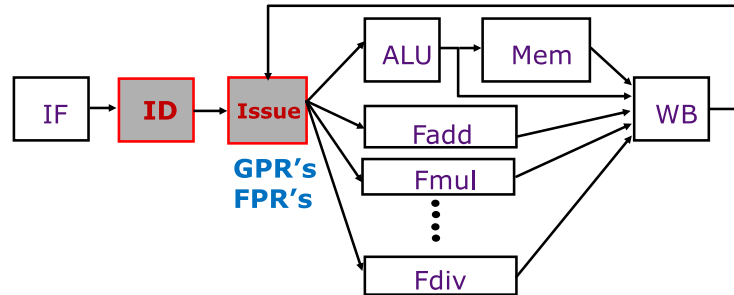 ALU
Mem
IF
ID
Issue
WB
GPR's
FPR's
Fadd
Fmul
Fdiv